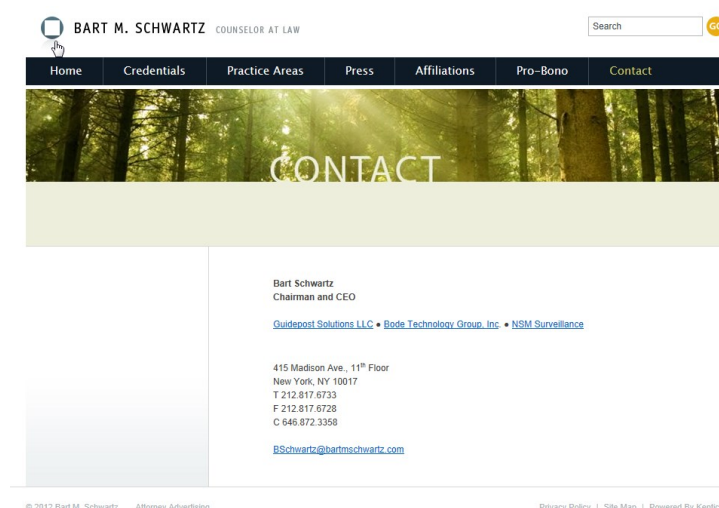 BART M. SCHWARTZ COUNSELOR AT LAW
Search
GO
Home Credentials Practice Areas Press Affiliations Pro-Bono Contact
CONTACT
Bart Schwartz
Chairman and CEO
Guidepost Solutions LLC ● Bode Technology Group, Inc. ● NSM Surveillance
415 Madison Ave., 11th Floor
New York, NY 10017
T 212.817.6733
F 212.817.6728
C 646.872.3358
BSchwartz@bartmschwartz.com
© 2012 Bart M. Schwartz Attorney Advertising Privacy Policy | Site Map | Powered By